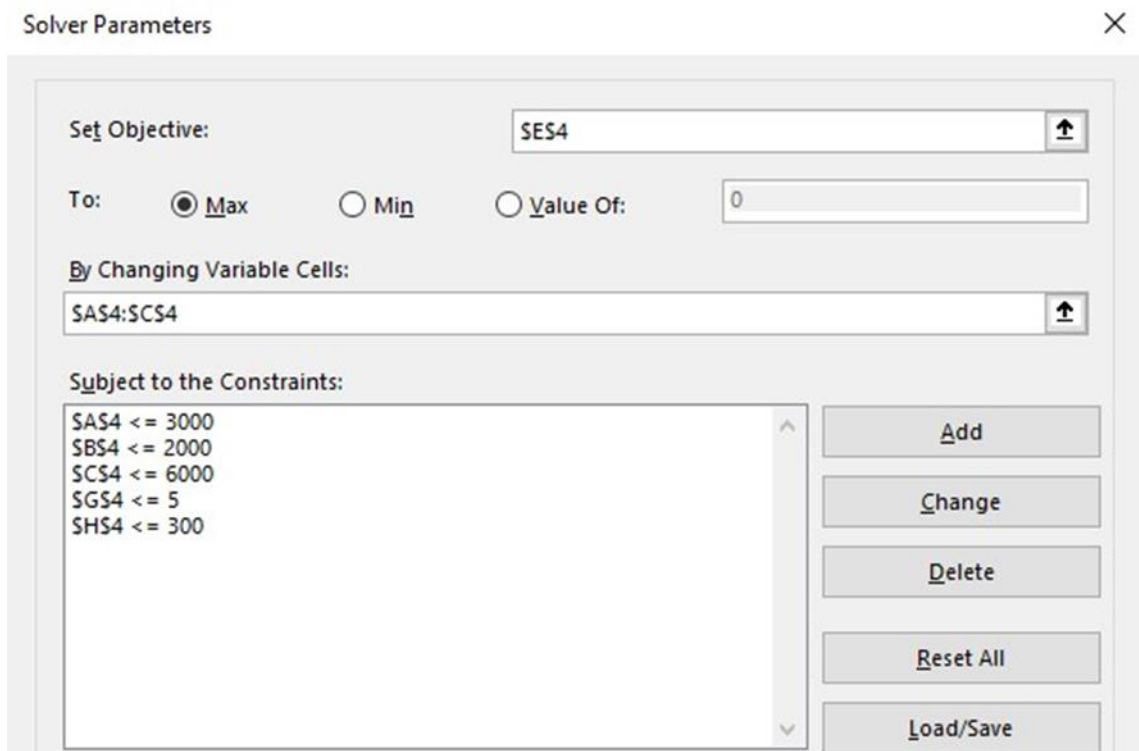 Solver Parameters
Set Objective:
$E$4
To:
Max
Min
Value Of:
0
By Changing Variable Cells:
$A$4:$C$4
Subject to the Constraints:
$A$4 <= 3000
$B$4 <= 2000
$C$4 <= 6000
$G$4 <= 5
$H$4 <= 300
Add
Change
Delete
Reset All
Load/Save